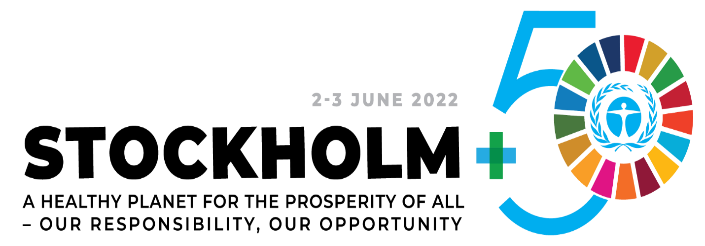 2-3 JUNE 2022
STOCKHOLM+50
A HEALTHY PLANET FOR THE PROSPERITY OF ALL
– OUR RESPONSIBILITY, OUR OPPORTUNITY